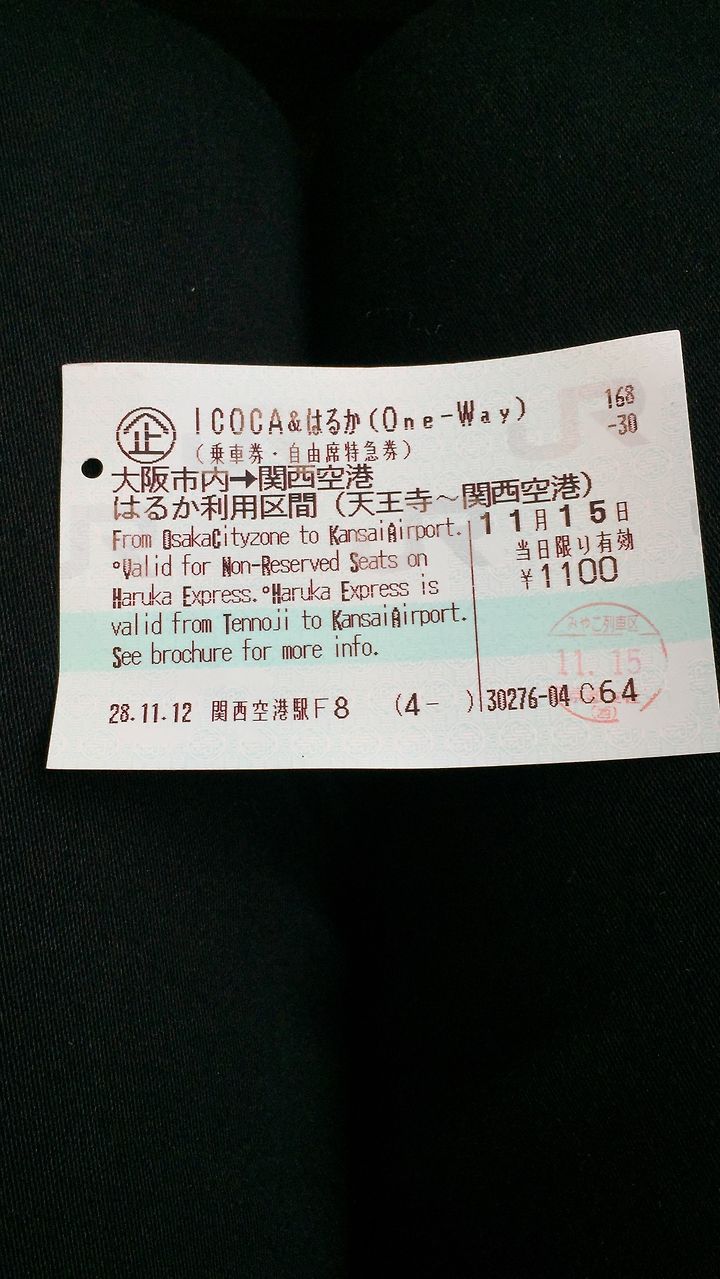 企 ICOCA&はるか(One-Way) 168
(乗車券・自由席特急券) -30
大阪市内→関西空港
はるか利用区間(天王寺~関西空港)
From OsakaCityzone to KansaiAirport. 11月15日
°Valid for Non-Reserved Seats on 当日限り有効
Haruka Express.°Haruka Express is ¥1100
valid from Tennoji to KansaiAirport. みやこ列車区
See brochure for more info. 11.15
28.11.12 関西空港駅F8 (4- ) 30276-04 C64